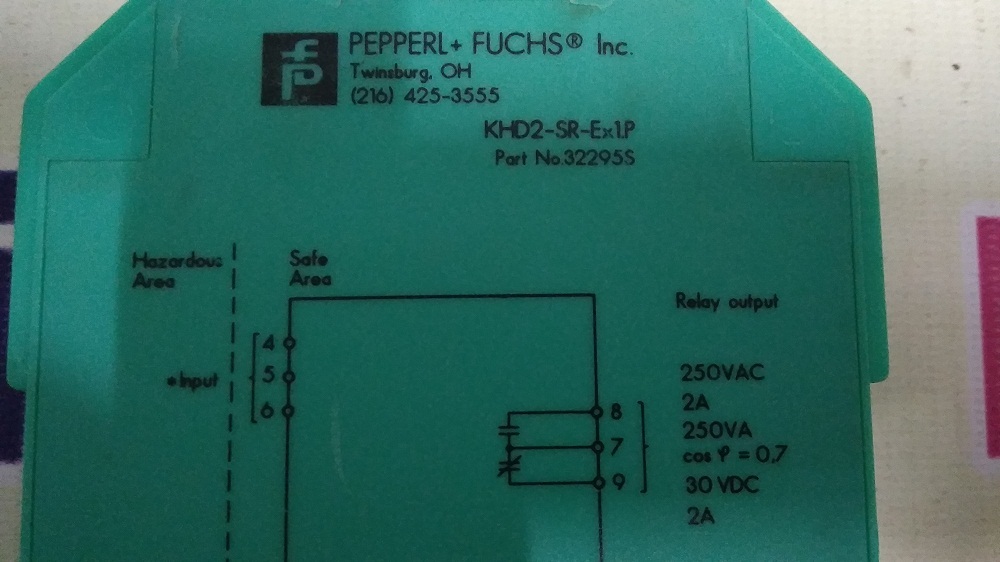 PEPPERL+ FUCHS® Inc.
Twinsburg, OH
(216) 425-3555
KHD2-SR-Ex1.P
Part No.32295S
Hazardous
Area
Safe
Area
Relay output
4
*Input
5
6
250VAC
2A
8
250VA
7
cos φ = 0,7
9
30 VDC
2A